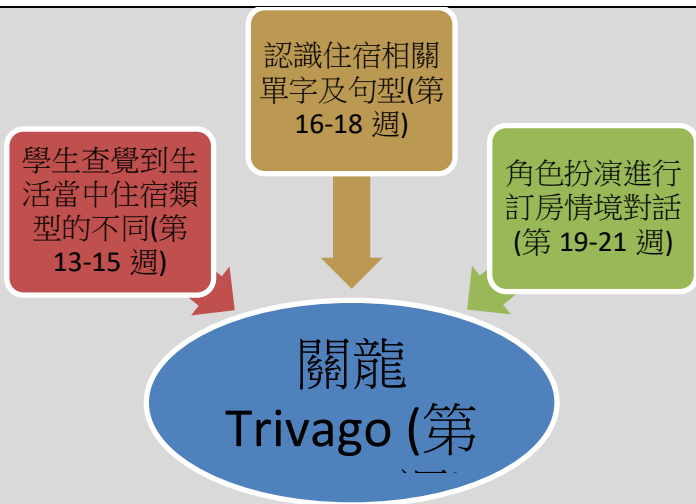 認識住宿相關
單字及句型(第
16-18 週)
學生查覺到生
活當中住宿類
型的不同(第
13-15 週)
角色扮演進行
訂房情境對話
(第 19-21 週)
關龍
Trivago (第